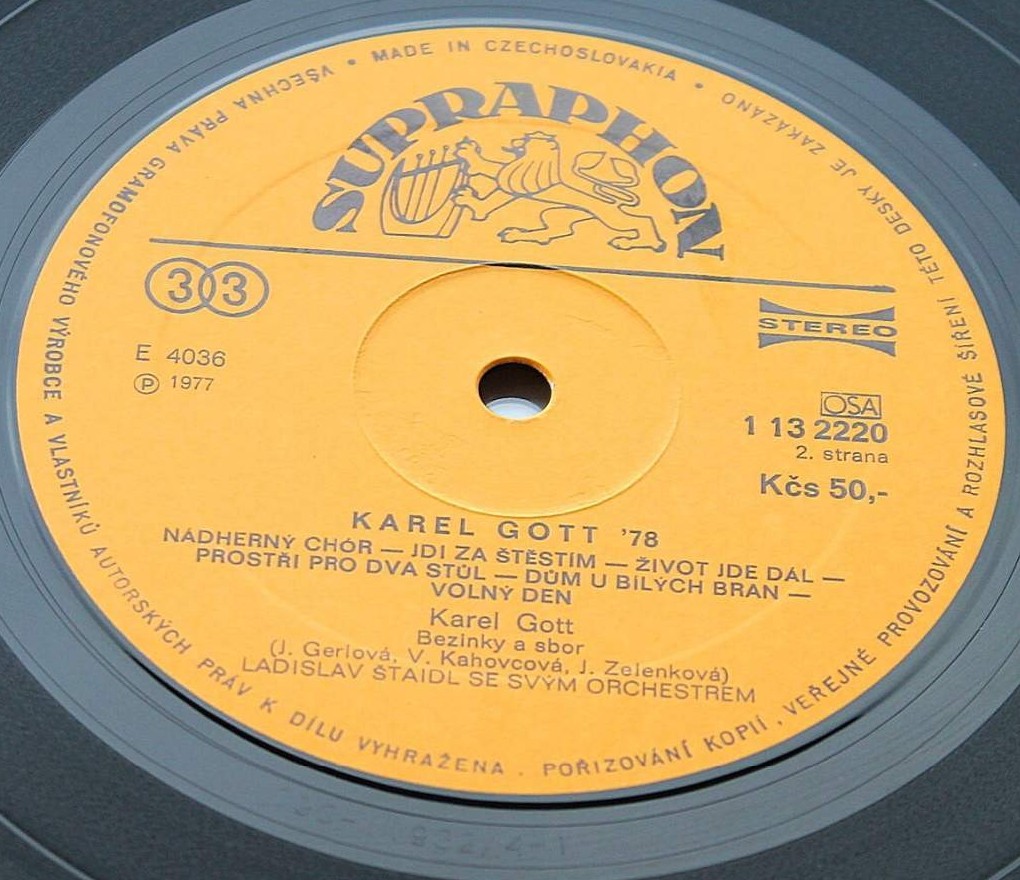 VŠECHNA PRÁVA GRAMOFONOVÉHO VÝROBCE A VLASTNÍKŮ AUTORSKÝCH PRÁV K DÍLU VYHRAŽENA . POŘIZOVÁNÍ KOPIÍ , VEŘEJNÉ PROVOZOVÁNÍ A ROZHLASOVÉ ŠÍŘENÍ TÉTO DESKY JE ZAKÁZÁNO • MADE IN CZECHOSLOVAKIA •
SUPRAPHON
33
STEREO
E 4036
Ⓟ 1977
OSA
1 13 2220
2. strana
Kčs 50,-
KAREL GOTT '78
NÁDHERNÝ CHÓR — JDI ZA ŠTĚSTÍM — ŽIVOT JDE DÁL —
PROSTŘI PRO DVA STŮL — DŮM U BÍLÝCH BRAN —
VOLNÝ DEN
Karel Gott
Bezinky a sbor
(J. Gerlová, V. Kahovcová, J. Zelenková)
LADISLAV ŠTAIDL SE SVÝM ORCHESTREM